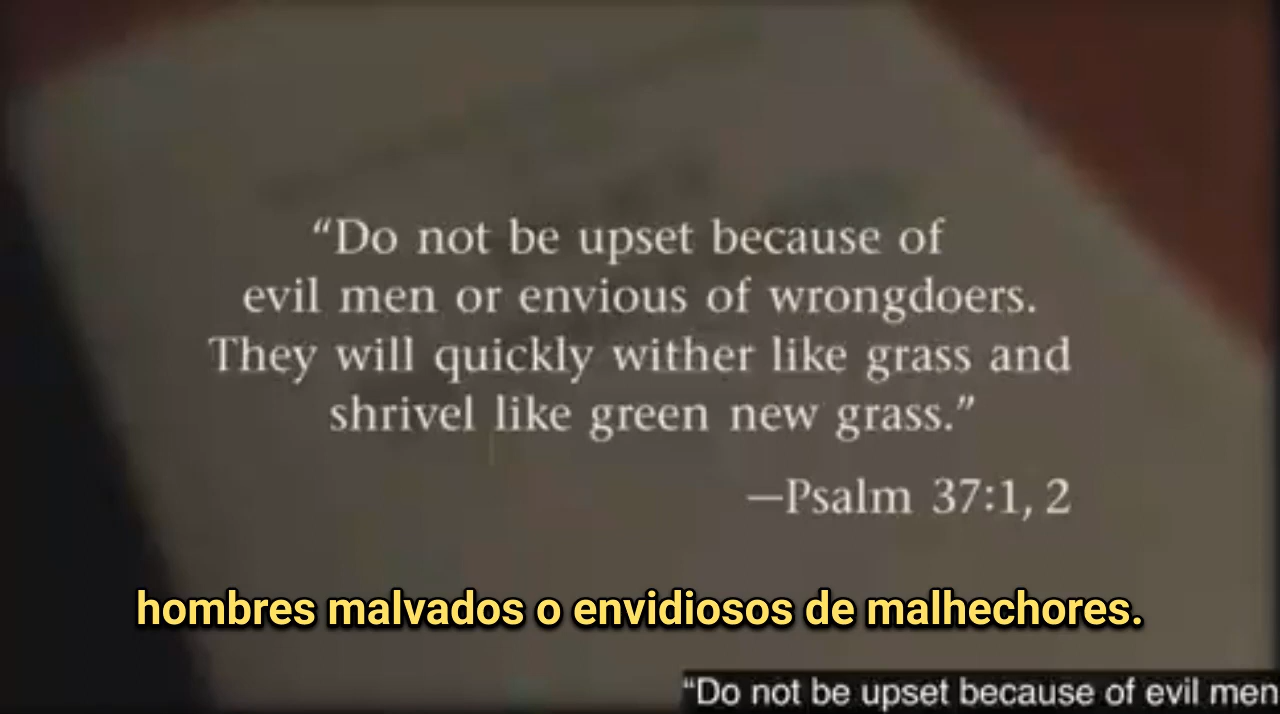 “Do not be upset because of
evil men or envious of wrongdoers.
They will quickly wither like grass and
shrivel like green new grass.”
—Psalm 37:1, 2
hombres malvados o envidiosos de malhechores.
“Do not be upset because of evil men